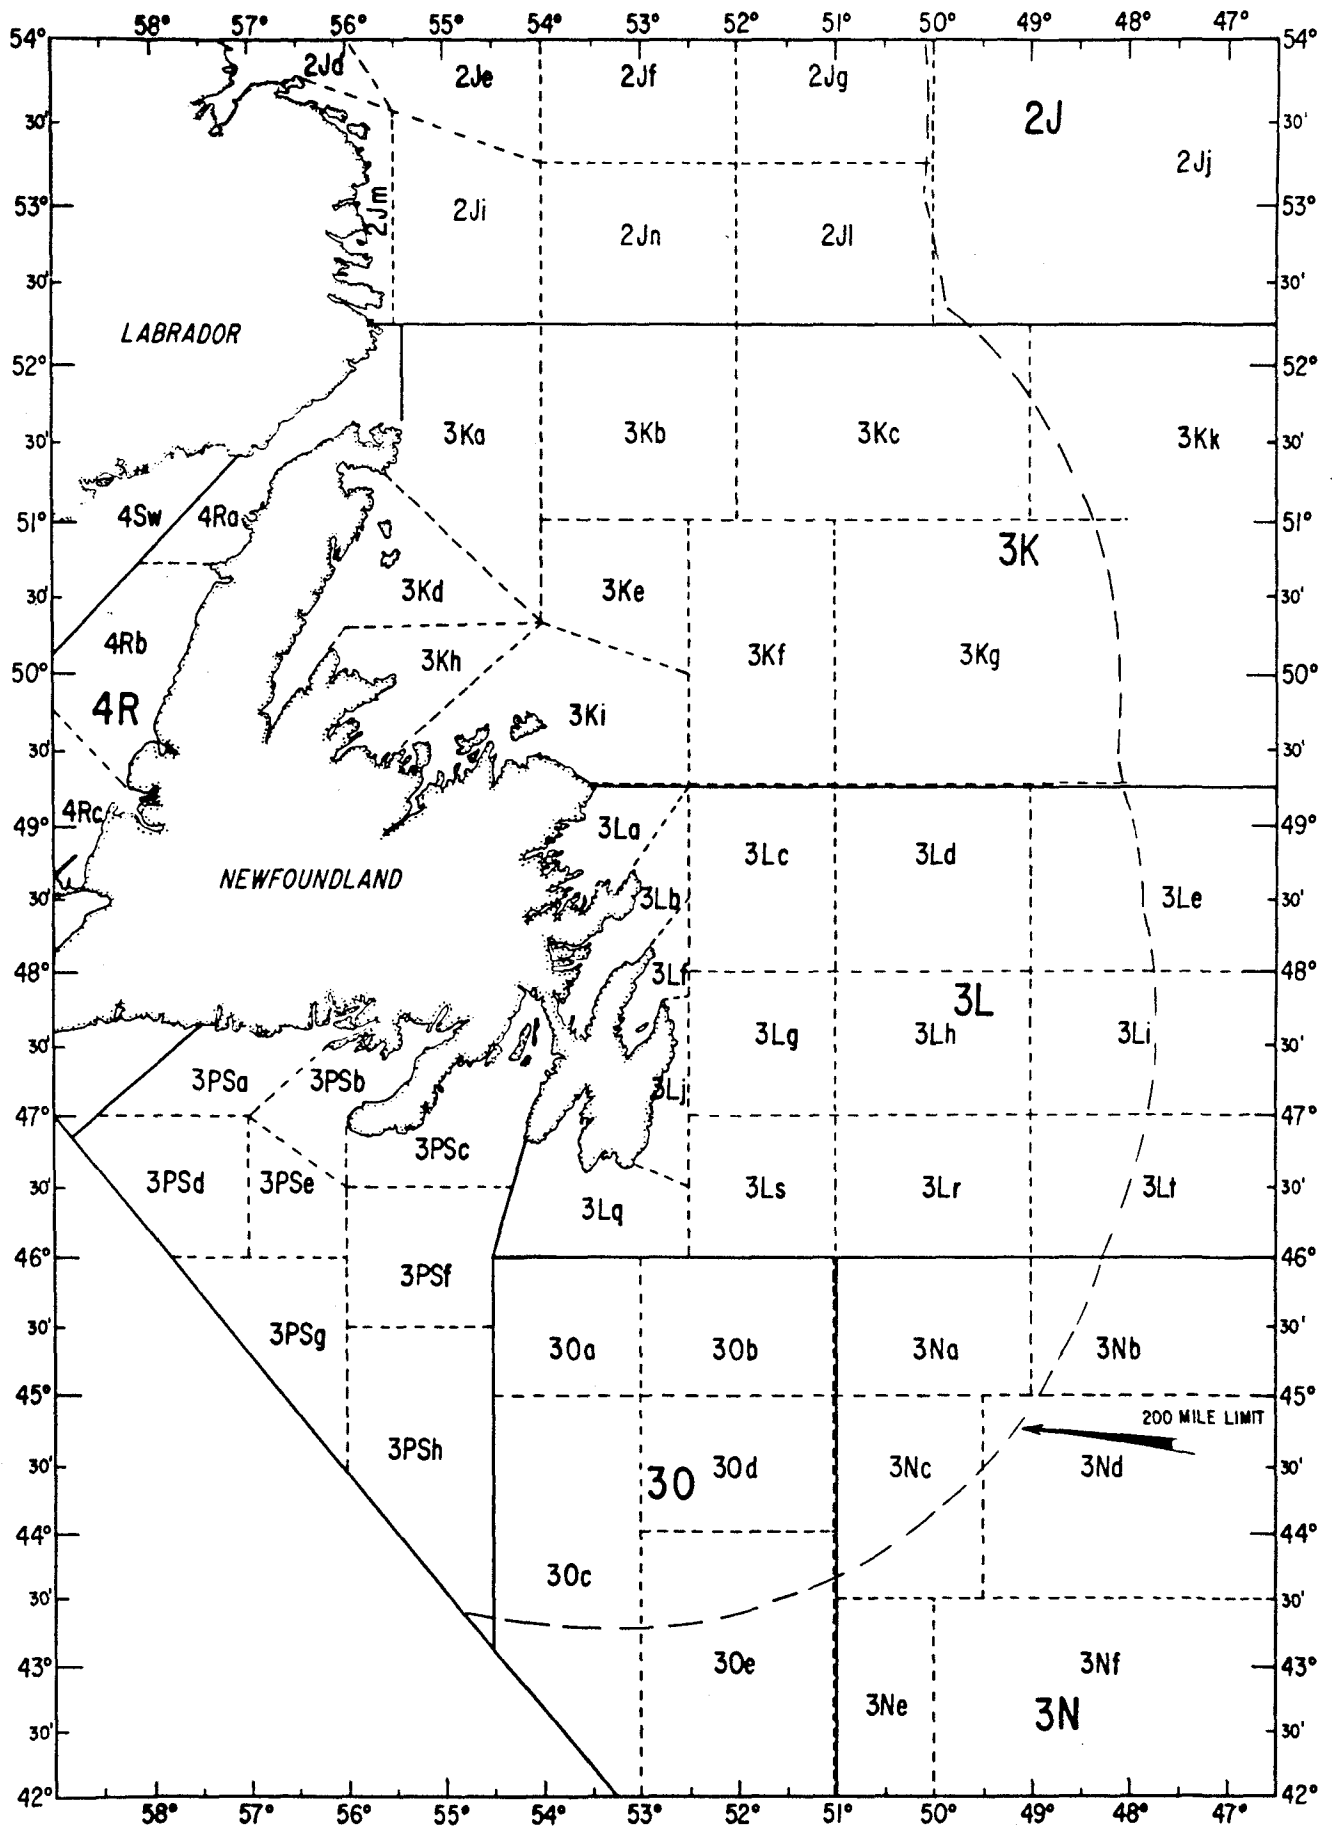 58° 57° 56° 55° 54° 53° 52° 51° 50° 49° 48° 47°
54° 54°
2Jd 2Je 2Jf 2Jg
2J
30' 30'
2Jj
53° 2Jm 2Ji 2Jn 2Jl 53°
30' 30'
LABRADOR
52° 52°
30' 3Ka 3Kb 3Kc 3Kk 30'
4Sw 4Ra
51° 51°
3K
30' 3Kd 3Ke 30'
4Rb 3Kh 3Kf 3Kg
50° 50°
4R 3Ki
30' 30'
4Rc
49° 3La 49°
3Lc 3Ld
NEWFOUNDLAND
30' 3Lb 3Le 30'
48° 3Lf 48°
3L
30' 3Lg 3Lh 3Li 30'
3PSa 3PSb 3Lj
47° 47°
3PSc
30' 3PSd 3PSe 3Ls 3Lr 3Lt 30'
3Lq
46° 46°
3PSf
30' 3PSg 30'
3Oa 3Ob 3Na 3Nb
45° 45°
200 MILE LIMIT
3PSh
30' 3Od 3Nc 3Nd 30'
3O
44° 44°
3Oc
30' 30'
43° 3Oe 3Nf 43°
3Ne 3N
30' 30'
42° 42°
58° 57° 56° 55° 54° 53° 52° 51° 50° 49° 48° 47°